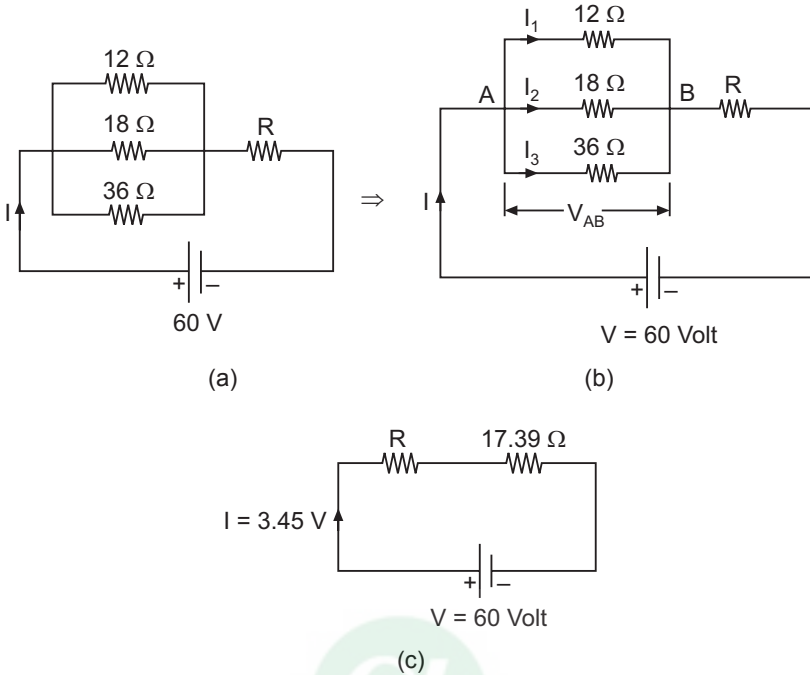 12 Ω
18 Ω
R
36 Ω
I
+ –
60 V
(a)
⇒
I1
12 Ω
A
I2
18 Ω
B
R
I3
36 Ω
I
VAB
+ –
V = 60 Volt
(b)
R
17.39 Ω
I = 3.45 V
+ –
V = 60 Volt
(c)